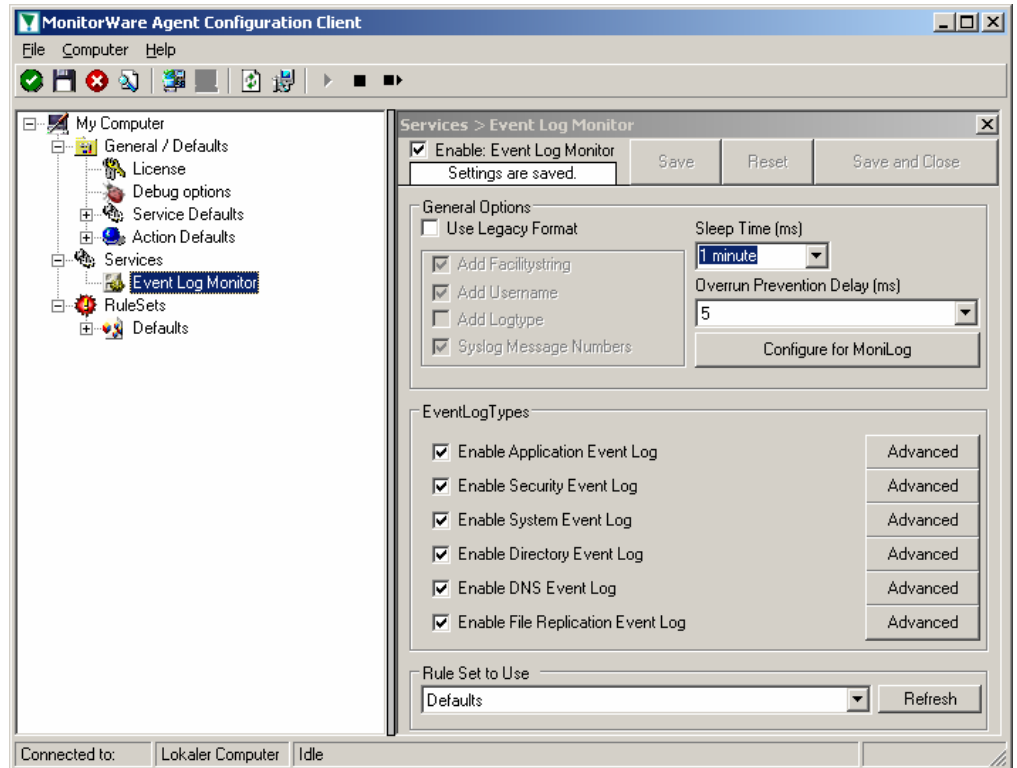 MonitorWare Agent Configuration Client
File Computer Help
My Computer
General / Defaults
License
Debug options
Service Defaults
Action Defaults
Services
Event Log Monitor
RuleSets
Defaults
Services > Event Log Monitor
Enable: Event Log Monitor
Settings are saved.
Save
Reset
Save and Close
General Options
Use Legacy Format
Add Facilitystring
Add Username
Add Logtype
Syslog Message Numbers
Sleep Time (ms)
1 minute
Overrun Prevention Delay (ms)
5
Configure for MoniLog
EventLogTypes
Enable Application Event Log Advanced
Enable Security Event Log Advanced
Enable System Event Log Advanced
Enable Directory Event Log Advanced
Enable DNS Event Log Advanced
Enable File Replication Event Log Advanced
Rule Set to Use
Defaults Refresh
Connected to: Lokaler Computer Idle